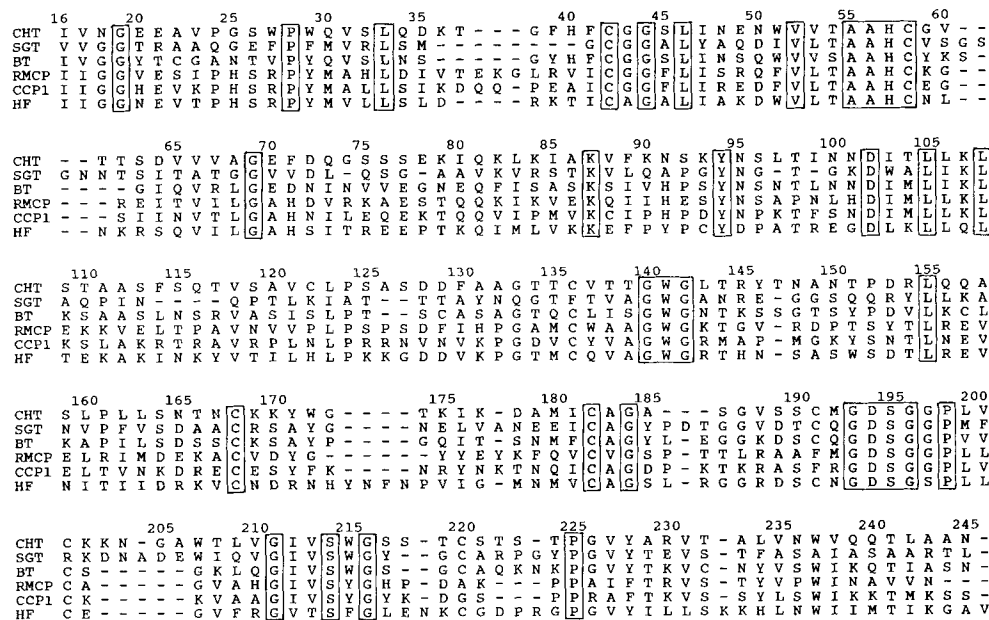 16 20 25 30 35 40 45 50 55 60
CHT I V N G E E A V P G S W P W Q V S L Q D K T - - - G F H F C G G S L I N E N W V V T A A H C G V - -
SGT V V G G T R A A Q G E F P F M V R L S M - - - - - - - - G C G G A L Y A Q D I V L T A A H C V S G S
BT I V G G Y T C G A N T V P Y Q V S L N S - - - - - G Y H F C G G S L I N S Q W V V S A A H C Y K S -
RMCP I I G G V E S I P H S R P Y M A H L D I V T E K G L R V I C G G F L I S R Q F V L T A A H C K G - -
CCP1 I I G G H E V K P H S R P Y M A L L S I K D Q Q - P E A I C G G F L I R E D F V L T A A H C E G - -
HF I I G G N E V T P H S R P Y M V L L S L D - - - R K T I C A G A L I A K D W V L T A A H C N L - -
65 70 75 80 85 90 95 100 105
CHT - - T T S D V V V A G E F D Q G S S S E K I Q K L K I A K V F K N S K Y N S L T I N N D I T L L K L
SGT G N N T S I T A T G G V V D L - Q S G - A A V K V R S T K V L Q A P G Y N G - T - G K D W A L I K L
BT - - - - G I Q V R L G E D N I N V V E G N E Q F I S A S K S I V H P S Y N S N T L N N D I M L I K L
RMCP - - - R E I T V I L G A H D V R K A E S T Q Q K I K V E K Q I I H E S Y N S A P N L H D I M L L K L
CCP1 - - - S I I N V T L G A H N I L E Q E K T Q Q V I P M V K C I P H P D Y N P K T F S N D I M L L K L
HF - - N K R S Q V I L G A H S I T R E E P T K Q I M L V K K E F P Y P C Y D P A T R E G D L K L L Q L
110 115 120 125 130 135 140 145 150 155
CHT S T A A S F S Q T V S A V C L P S A S D D F A A G T T C V T T G W G L T R Y T N A N T P D R L Q Q A
SGT A Q P I N - - - Q P T L K I A T - - T T A Y N Q G T F T V A G W G A N R E - G G S Q Q R Y L L K A
BT K S A A S L N S R V A S I S L P T - - S C A S A G T Q C L I S G W G N T K S S G T S Y P D V L K C L
RMCP E K K V E L T P A V N V V P L P S P S D F I H P G A M C W A A G W G K T G V - R D P T S Y T L R E V
CCP1 K S L A K R T R A V R P L N L P R R N V N V K P G D V C Y V A G W G R M A P - M G K Y S N T L N E V
HF T E K A K I N K Y V T I L H L P K K G D D V K P G T M C Q V A G W G R T H N - S A S W S D T L R E V
160 165 170 175 180 185 190 195 200
CHT S L P L L S N T N C K K Y W G - - - - T K I K - D A M I C A G A - - - S G V S S C M G D S G G P L V
SGT N V P F V S D A A C R S A Y G - - - - N E L V A N E E I C A G Y P D T G G V D T C Q G D S G G P M F
BT K A P I L S D S S C K S A Y P - - - - G Q I T - S N M F C A G Y L - E G G K D S C Q G D S G G P V V
RMCP E L R I M D E K A C V D Y G - - - - - Y Y E Y K F Q V C V G S P - T T L R A A F M G D S G G P L L
CCP1 E L T V N K D R E C E S Y F K - - - - N R Y N K T N Q I C A G D P - K T K R A S F R G D S G G P L L
HF N I T I I D R K V C N D R N H Y N F N P V I G - M N M V C A G S L - R G G R D S C N G D S G S P L L
205 210 215 220 225 230 235 240 245
CHT C K K N - G A W T L V G I V S W G S S - T C S T S - T P G V Y A R V T - A L V N W V Q Q T L A A N -
SGT R K D N A D E W I Q V G I V S W G - - - Y G C A R P G Y P G V Y T E V S - T F A S A I A S A A R T L -
BT C S - - - - - G K L Q G I V S W G S - - G C A Q K N K P G V Y T K V C - N Y V S W I K Q T I A S N -
RMCP C A - - - - - G V A H G I V S Y G H P - D A K - - P P A I F T R V S - T Y V P W I N A V V N - -
CCP1 C K - - - - - K V A A G I V S Y G Y K - D G S - - - P P R A F T K V S - S Y L S W I K K T M K S S -
HF C E - - - - - G V F R G V T S F G L E N K C G D P R G P G V Y I L L S K K H L N W I I M T I K G A V